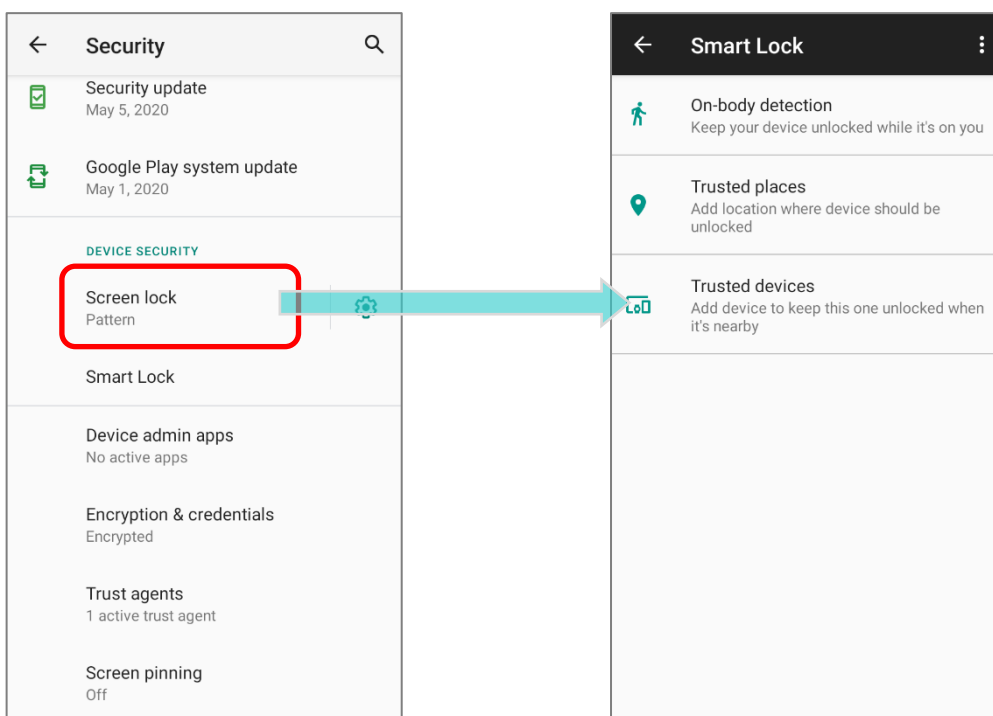 Security
Security update
May 5, 2020
Google Play system update
May 1, 2020
DEVICE SECURITY
Screen lock
Pattern
Smart Lock
Device admin apps
No active apps
Encryption & credentials
Encrypted
Trust agents
1 active trust agent
Screen pinning
Off
Smart Lock
On-body detection
Keep your device unlocked while it's on you
Trusted places
Add location where device should be
unlocked
Trusted devices
Add device to keep this one unlocked when
it's nearby